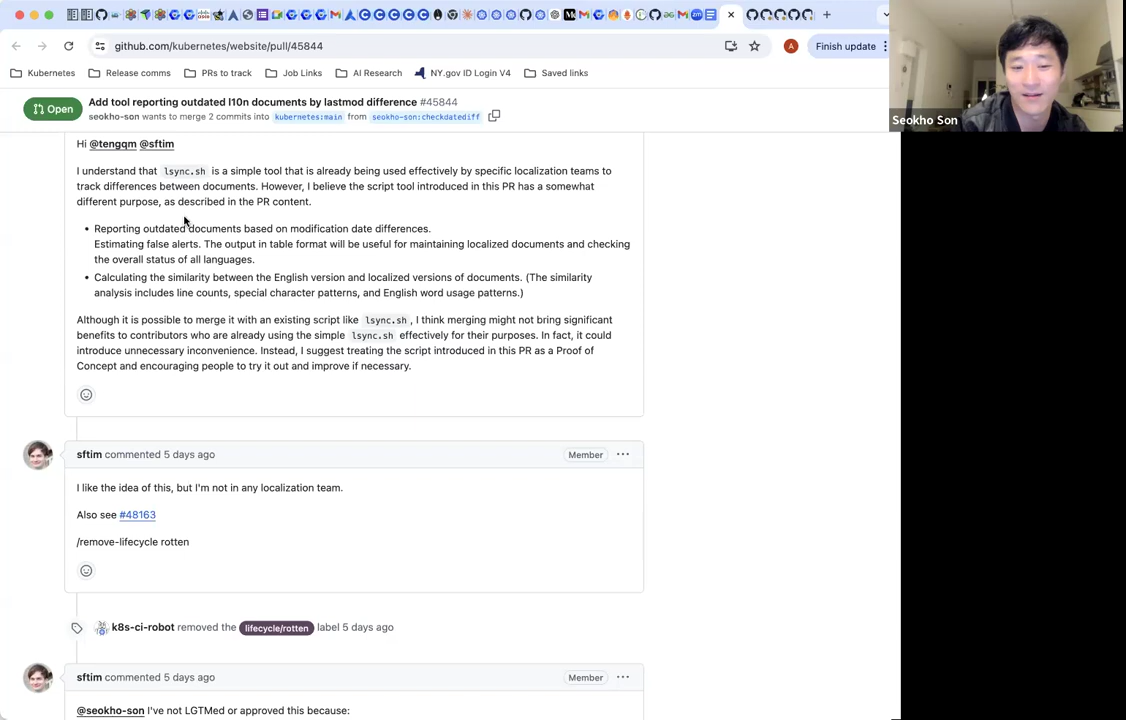 github.com/kubernetes/website/pull/45844
A
Finish update
Kubernetes
Release comms
PRs to track
Job Links
AI Research
NY.gov ID Login V4
Saved links
Open
Add tool reporting outdated l10n documents by lastmod difference #45844
seokho-son wants to merge 2 commits into kubernetes:main from seokho-son:checkdatediff
Seokho Son
Hi @tengqm @sftim
I understand that lsync.sh is a simple tool that is already being used effectively by specific localization teams to
track differences between documents. However, I believe the script tool introduced in this PR has a somewhat
different purpose, as described in the PR content.
• Reporting outdated documents based on modification date differences.
Estimating false alerts. The output in table format will be useful for maintaining localized documents and checking
the overall status of all languages.
• Calculating the similarity between the English version and localized versions of documents. (The similarity
analysis includes line counts, special character patterns, and English word usage patterns.)
Although it is possible to merge it with an existing script like lsync.sh, I think merging might not bring significant
benefits to contributors who are already using the simple lsync.sh effectively for their purposes. In fact, it could
introduce unnecessary inconvenience. Instead, I suggest treating the script introduced in this PR as a Proof of
Concept and encouraging people to try it out and improve if necessary.
sftim commented 5 days ago
Member
I like the idea of this, but I'm not in any localization team.
Also see #48163
/remove-lifecycle rotten
k8s-ci-robot removed the lifecycle/rotten label 5 days ago
sftim commented 5 days ago
Member
@seokho-son I've not LGTMed or approved this because: